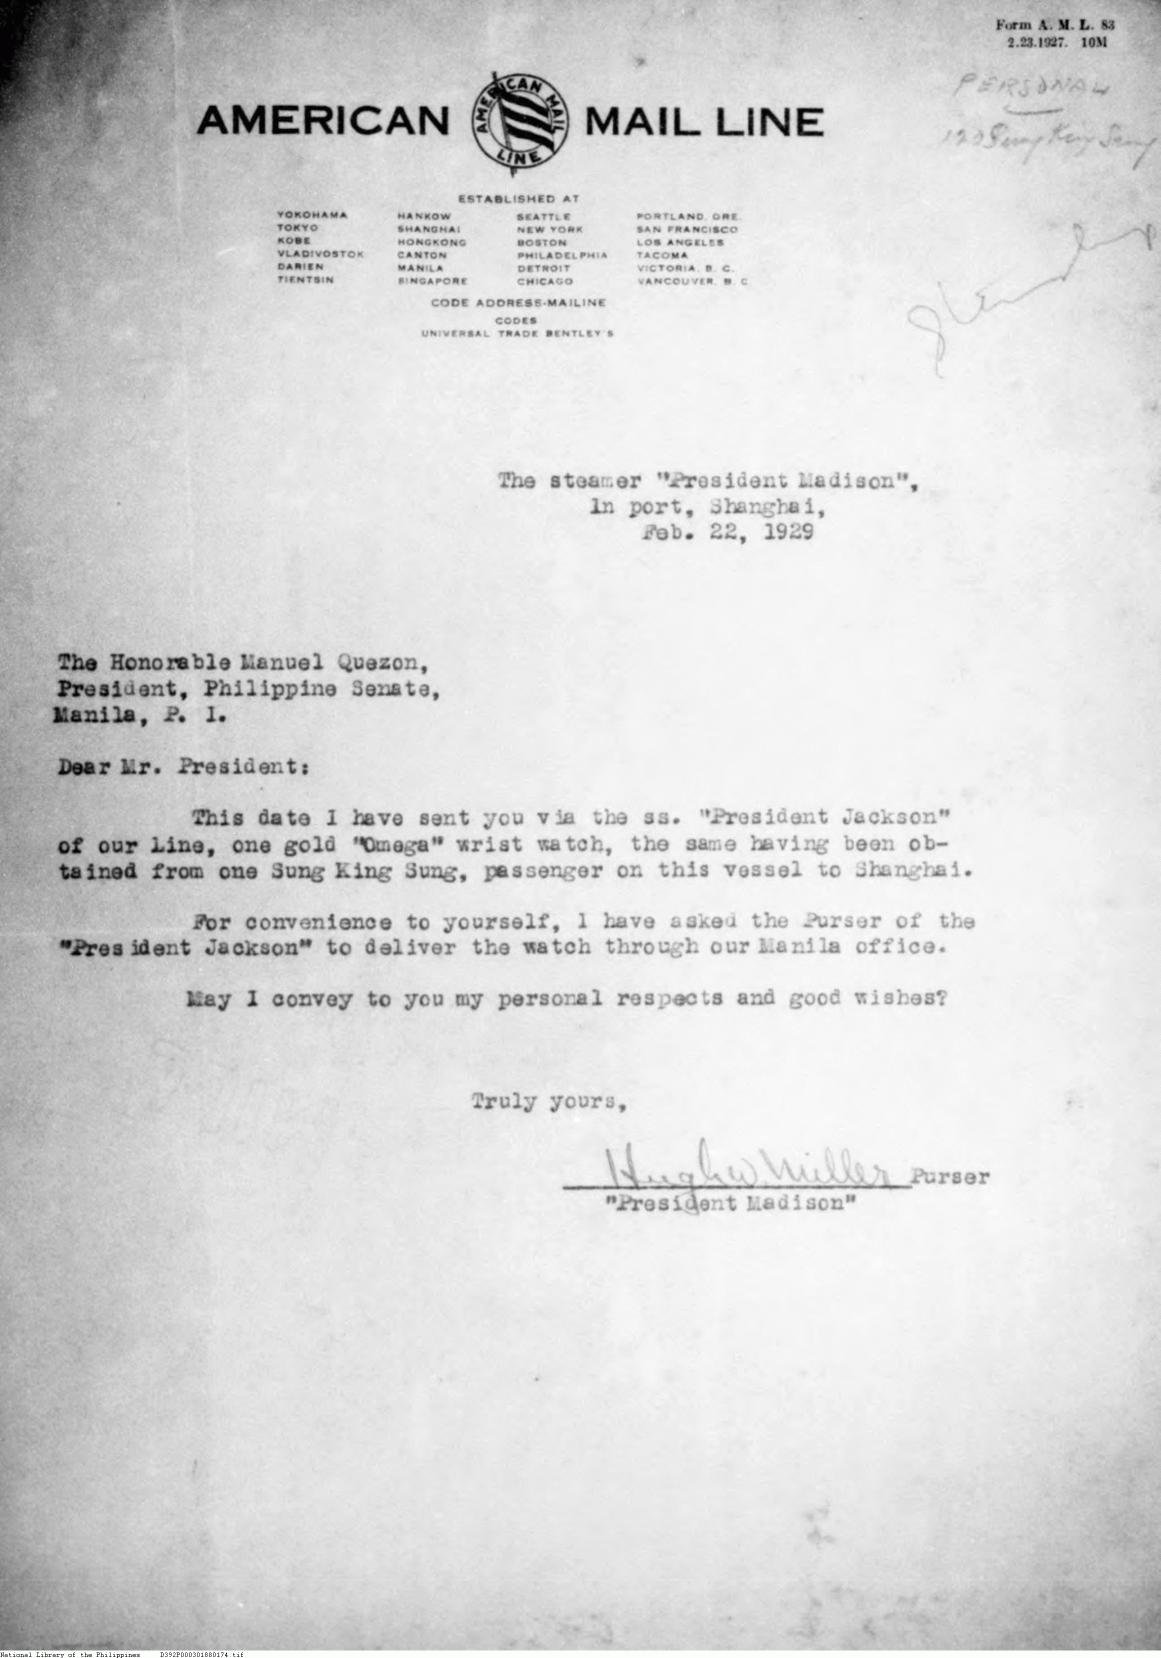 Form A. M. L. 83
2.23.1927. 10M
PERSONAL
AMERICAN MAIL LINE
AMERICAN MAIL LINE
ESTABLISHED AT
YOKOHAMA HANKOW SEATTLE PORTLAND, ORE.
TOKYO SHANGHAI NEW YORK SAN FRANCISCO
KOBE HONGKONG BOSTON LOS ANGELES
VLADIVOSTOK CANTON PHILADELPHIA TACOMA
DARIEN MANILA DETROIT VICTORIA, B. C.
TIENTSIN SINGAPORE CHICAGO VANCOUVER, B. C.
CODE ADDRESS-MAILINE
CODES
UNIVERSAL TRADE BENTLEY'S
The steamer "President Madison",
In port, Shanghai,
Feb. 22, 1929
The Honorable Manuel Quezon,
President, Philippine Senate,
Manila, P. I.
Dear Mr. President:
This date I have sent you via the ss. "President Jackson"
of our Line, one gold "Omega" wrist watch, the same having been ob-
tained from one Sung King Sung, passenger on this vessel to Shanghai.
For convenience to yourself, I have asked the Purser of the
"President Jackson" to deliver the watch through our Manila office.
May I convey to you my personal respects and good wishes?
Truly yours,
Hugh W. Miller Purser
"President Madison"
National Library of the Philippines D392P000301880174.tif